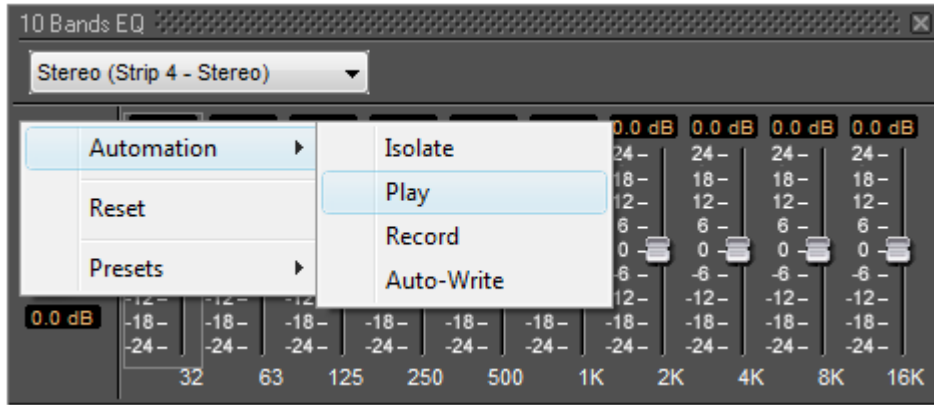 10 Bands EQ
Stereo (Strip 4 - Stereo)
0.0 dB 0.0 dB 0.0 dB 0.0 dB
Automation
Reset
Presets
Isolate
Play
Record
Auto-Write
24 – 24 – 24 – 24 –
18 – 18 – 18 – 18 –
12 – 12 – 12 – 12 –
6 – 6 – 6 – 6 –
0 – 0 – 0 – 0 –
-6 – -6 – -6 – -6 –
-12 – -12 – -12 – -12 – -12 – -12 – -12 –
0.0 dB
-18 – -18 – -18 – -18 – -18 – -18 – -18 – -18 – -18 – -18 –
-24 – -24 – -24 – -24 – -24 – -24 – -24 – -24 – -24 – -24 –
32 63 125 250 500 1K 2K 4K 8K 16K